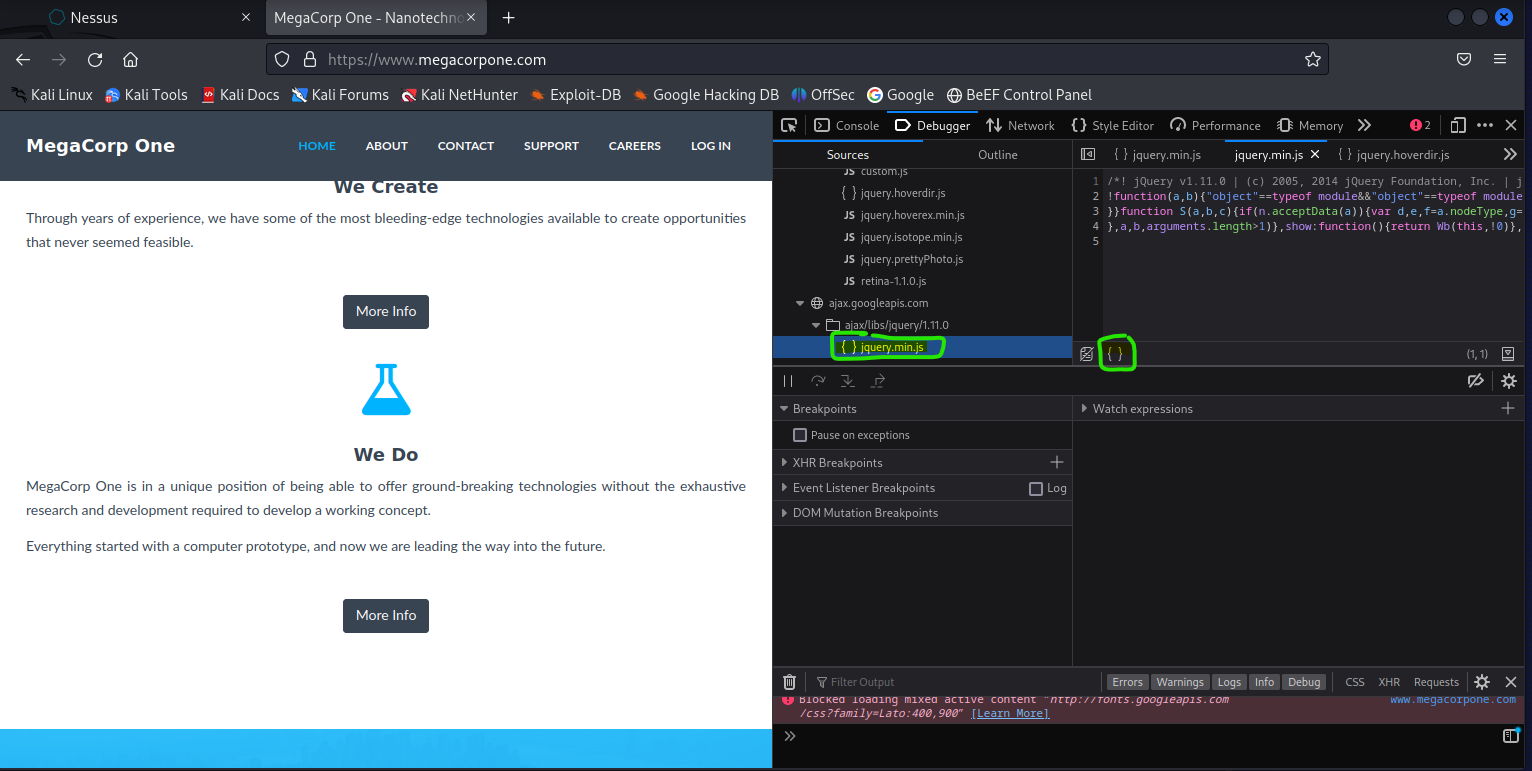 Nessus
MegaCorp One - Nanotechno
https://www.megacorpone.com
Kali Linux Kali Tools Kali Docs Kali Forums Kali NetHunter Exploit-DB Google Hacking DB OffSec Google BeEF Control Panel
MegaCorp One
HOME ABOUT CONTACT SUPPORT CAREERS LOG IN
We Create
Through years of experience, we have some of the most bleeding-edge technologies available to create opportunities
that never seemed feasible.
More Info
We Do
MegaCorp One is in a unique position of being able to offer ground-breaking technologies without the exhaustive
research and development required to develop a working concept.
Everything started with a computer prototype, and now we are leading the way into the future.
More Info
Console Debugger Network {} Style Editor Performance Memory 2
Sources Outline
JS custom.js
{ } jquery.hoverdir.js
JS jquery.hoverex.min.js
JS jquery.isotope.min.js
JS jquery.prettyPhoto.js
JS retina-1.1.0.js
ajax.googleapis.com
ajax/libs/jquery/1.11.0
{ } jquery.min.js
{ } jquery.min.js jquery.min.js { } jquery.hoverdir.js
1 /*! jQuery v1.11.0 | (c) 2005, 2014 jQuery Foundation, Inc. | j
2 !function(a,b){"object"==typeof module&&"object"==typeof module
3 }}function S(a,b,c){if(n.acceptData(a)){var d,e,f=a.nodeType,g=
4 },a,b,arguments.length>1)},show:function(){return Wb(this,!0)},
5
{ } (1, 1)
Breakpoints
Pause on exceptions
XHR Breakpoints
Event Listener Breakpoints Log
DOM Mutation Breakpoints
Watch expressions
Filter Output Errors Warnings Logs Info Debug CSS XHR Requests
Blocked loading mixed active content "http://fonts.googleapis.com www.megacorpone.com
/css?family=Lato:400,900" [Learn More]